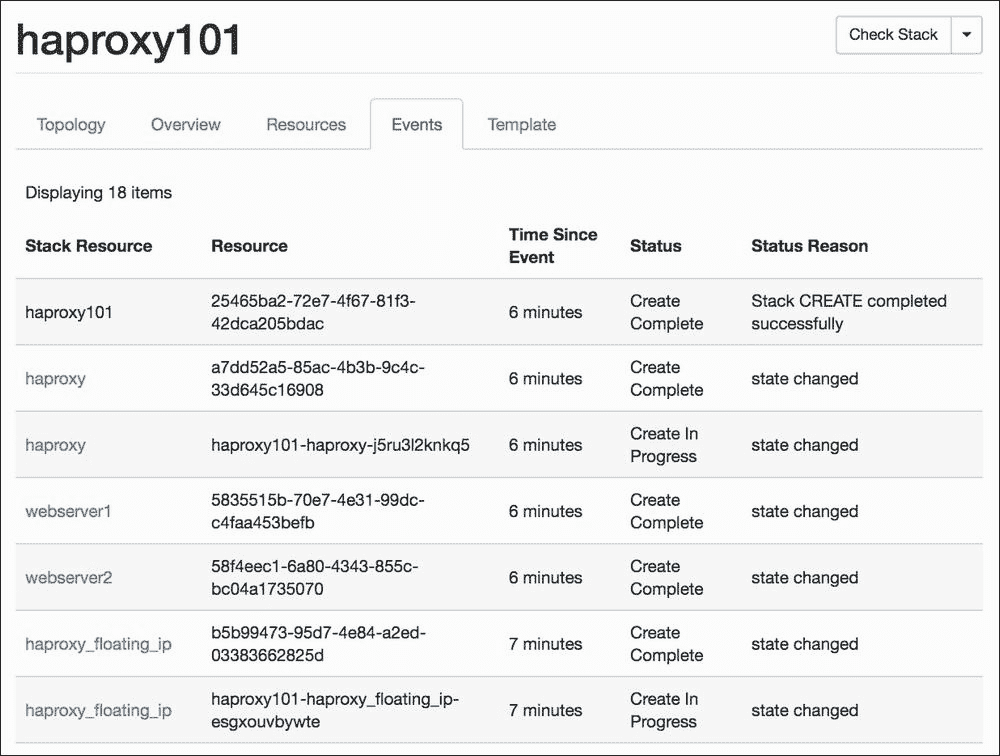 haproxy101
Check Stack
Topology Overview Resources Events Template
Displaying 18 items
Stack Resource Resource Time Since Event Status Status Reason
haproxy101 25465ba2-72e7-4f67-81f3-42dca205bdac 6 minutes Create Complete Stack CREATE completed successfully
haproxy a7dd52a5-85ac-4b3b-9c4c-33d645c16908 6 minutes Create Complete state changed
haproxy haproxy101-haproxy-j5ru3l2knkq5 6 minutes Create In Progress state changed
webserver1 5835515b-70e7-4e31-99dc-c4faa453befb 6 minutes Create Complete state changed
webserver2 58f4eec1-6a80-4343-855c-bc04a1735070 6 minutes Create Complete state changed
haproxy_floating_ip b5b99473-95d7-4e84-a2ed-03383662825d 7 minutes Create Complete state changed
haproxy_floating_ip haproxy101-haproxy_floating_ip-esgxouvbywte 7 minutes Create In Progress state changed